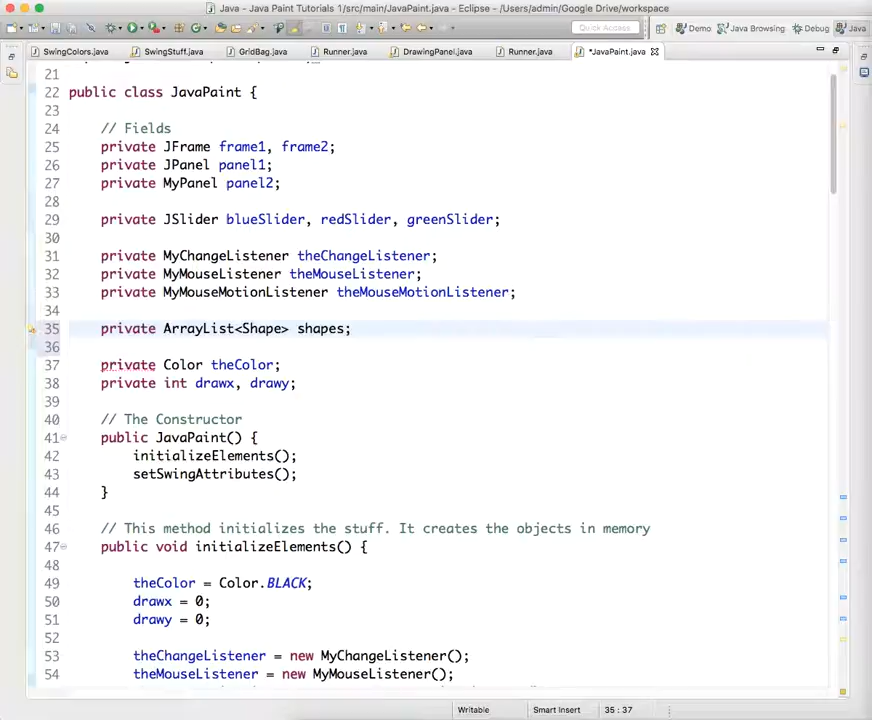 Java - Java Paint Tutorials 1/src/main/JavaPaint.java - Eclipse - /Users/admin/Google Drive/workspace
Quick Access Demo Java Browsing Debug Java
SwingColors.java SwingStuff.java GridBag.java Runner.java DrawingPanel.java Runner.java *JavaPaint.java
21
22 public class JavaPaint {
23
24 // Fields
25 private JFrame frame1, frame2;
26 private JPanel panel1;
27 private MyPanel panel2;
28
29 private JSlider blueSlider, redSlider, greenSlider;
30
31 private MyChangeListener theChangeListener;
32 private MyMouseListener theMouseListener;
33 private MyMouseMotionListener theMouseMotionListener;
34
35 private ArrayList<Shape> shapes;
36
37 private Color theColor;
38 private int drawx, drawy;
39
40 // The Constructor
41 public JavaPaint() {
42 initializeElements();
43 setSwingAttributes();
44 }
45
46 // This method initializes the stuff. It creates the objects in memory
47 public void initializeElements() {
48
49 theColor = Color.BLACK;
50 drawx = 0;
51 drawy = 0;
52
53 theChangeListener = new MyChangeListener();
54 theMouseListener = new MyMouseListener();
Writable Smart Insert 35 : 37